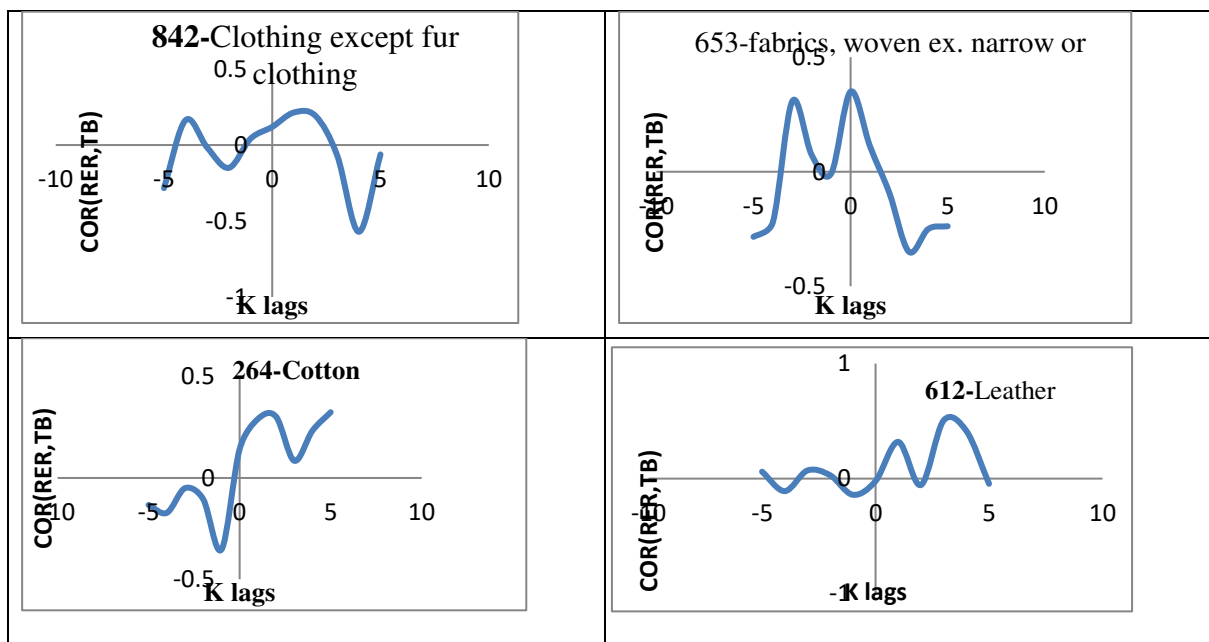 842-Clothing except fur
clothing
0.5
0
-0.5
-1
-10
-5
0
5
10
COR(RER,TB)
K lags
653-fabrics, woven ex. narrow or
0.5
0
-0.5
-10
-5
0
5
10
COR(RER,TB)
K lags
264-Cotton
0.5
0
-0.5
-10
-5
0
5
10
COR(RER,TB)
K lags
612-Leather
1
0
-1
-10
-5
0
5
10
COR(RER,TB)
K lags